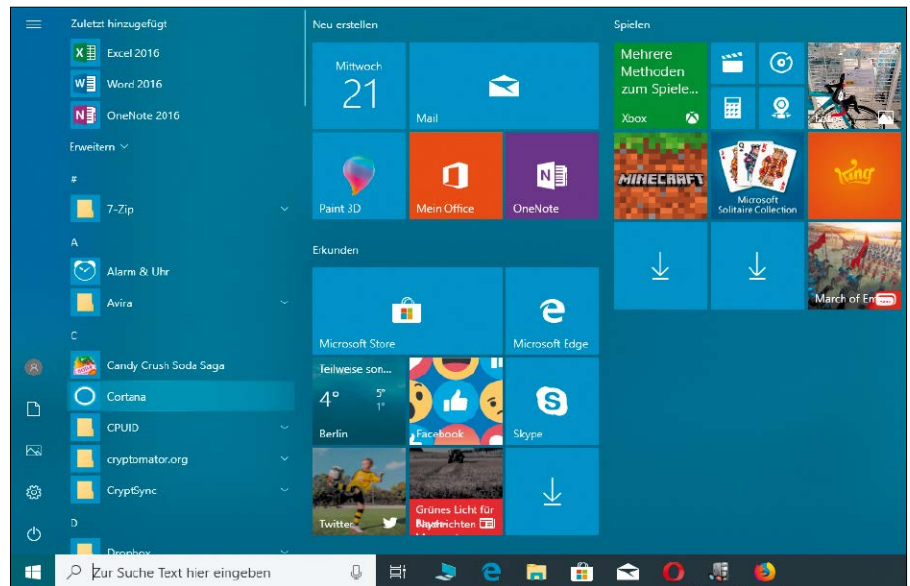 Zuletzt hinzugefügt
Excel 2016
Word 2016
OneNote 2016
Erweitern
#
7-Zip
A
Alarm & Uhr
Avira
C
Candy Crush Soda Saga
Cortana
CPUID
cryptomator.org
CryptSync
D
Dropbox
Neu erstellen
Mittwoch
21
Mail
Paint 3D
Mein Office
OneNote
Erkunden
Microsoft Store
Microsoft Edge
Teilweise son...
4°
5°
1°
Berlin
Facebook
Skype
Twitter
Grünes Licht für
Nachrichten
Spielen
Mehrere
Methoden
zum Spiele...
Xbox
MINECRAFT
Microsoft
Solitaire Collection
King
March of Em
Zur Suche Text hier eingeben